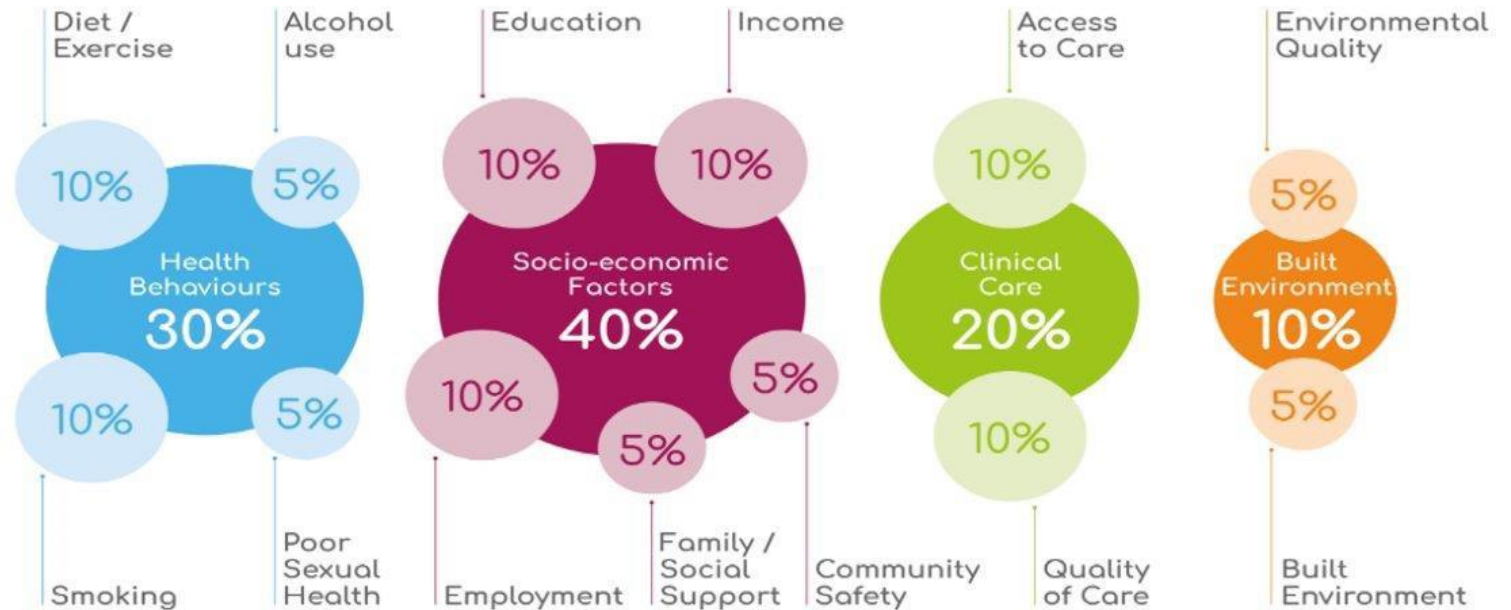 Diet /
Exercise
Alcohol
use
Education
Income
Access
to Care
Environmental
Quality
10%
5%
10%
10%
10%
5%
Health
Behaviours
30%
Socio-economic
Factors
40%
Clinical
Care
20%
Built
Environment
10%
10%
5%
10%
5%
5%
10%
5%
Smoking
Poor
Sexual
Health
Employment
Family /
Social
Support
Community
Safety
Quality
of Care
Built
Environment